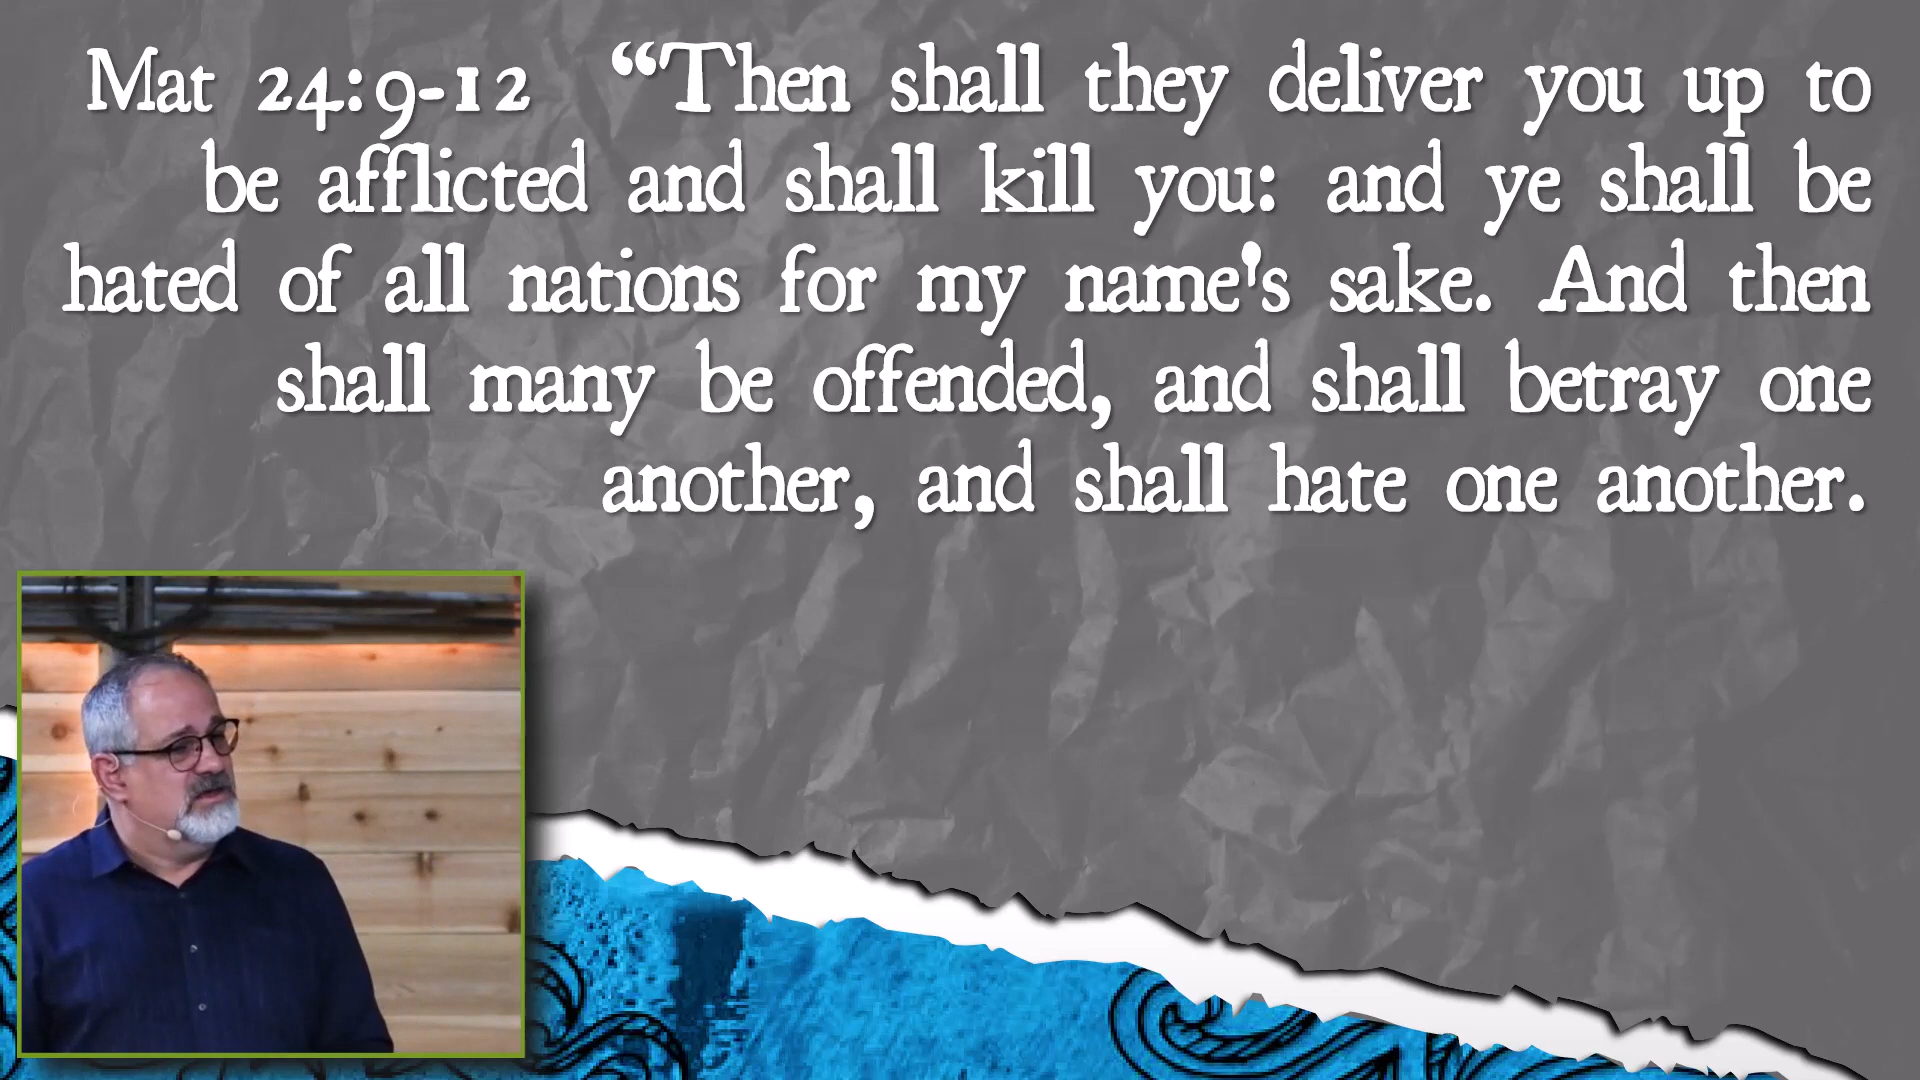 Mat 24:9-12 “Then shall they deliver you up to
be afflicted and shall kill you: and ye shall be
hated of all nations for my name's sake. And then
shall many be offended, and shall betray one
another, and shall hate one another.